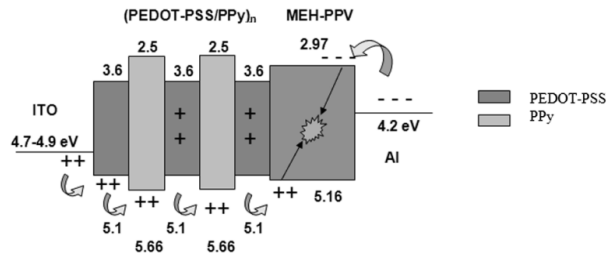 (PEDOT-PSS/PPy)n MEH-PPV
2.5 2.5 2.97
3.6 3.6 3.6
ITO
4.7-4.9 eV
4.2 eV
Al
5.16
5.1 5.1 5.1
5.66 5.66
PEDOT-PSS
PPy